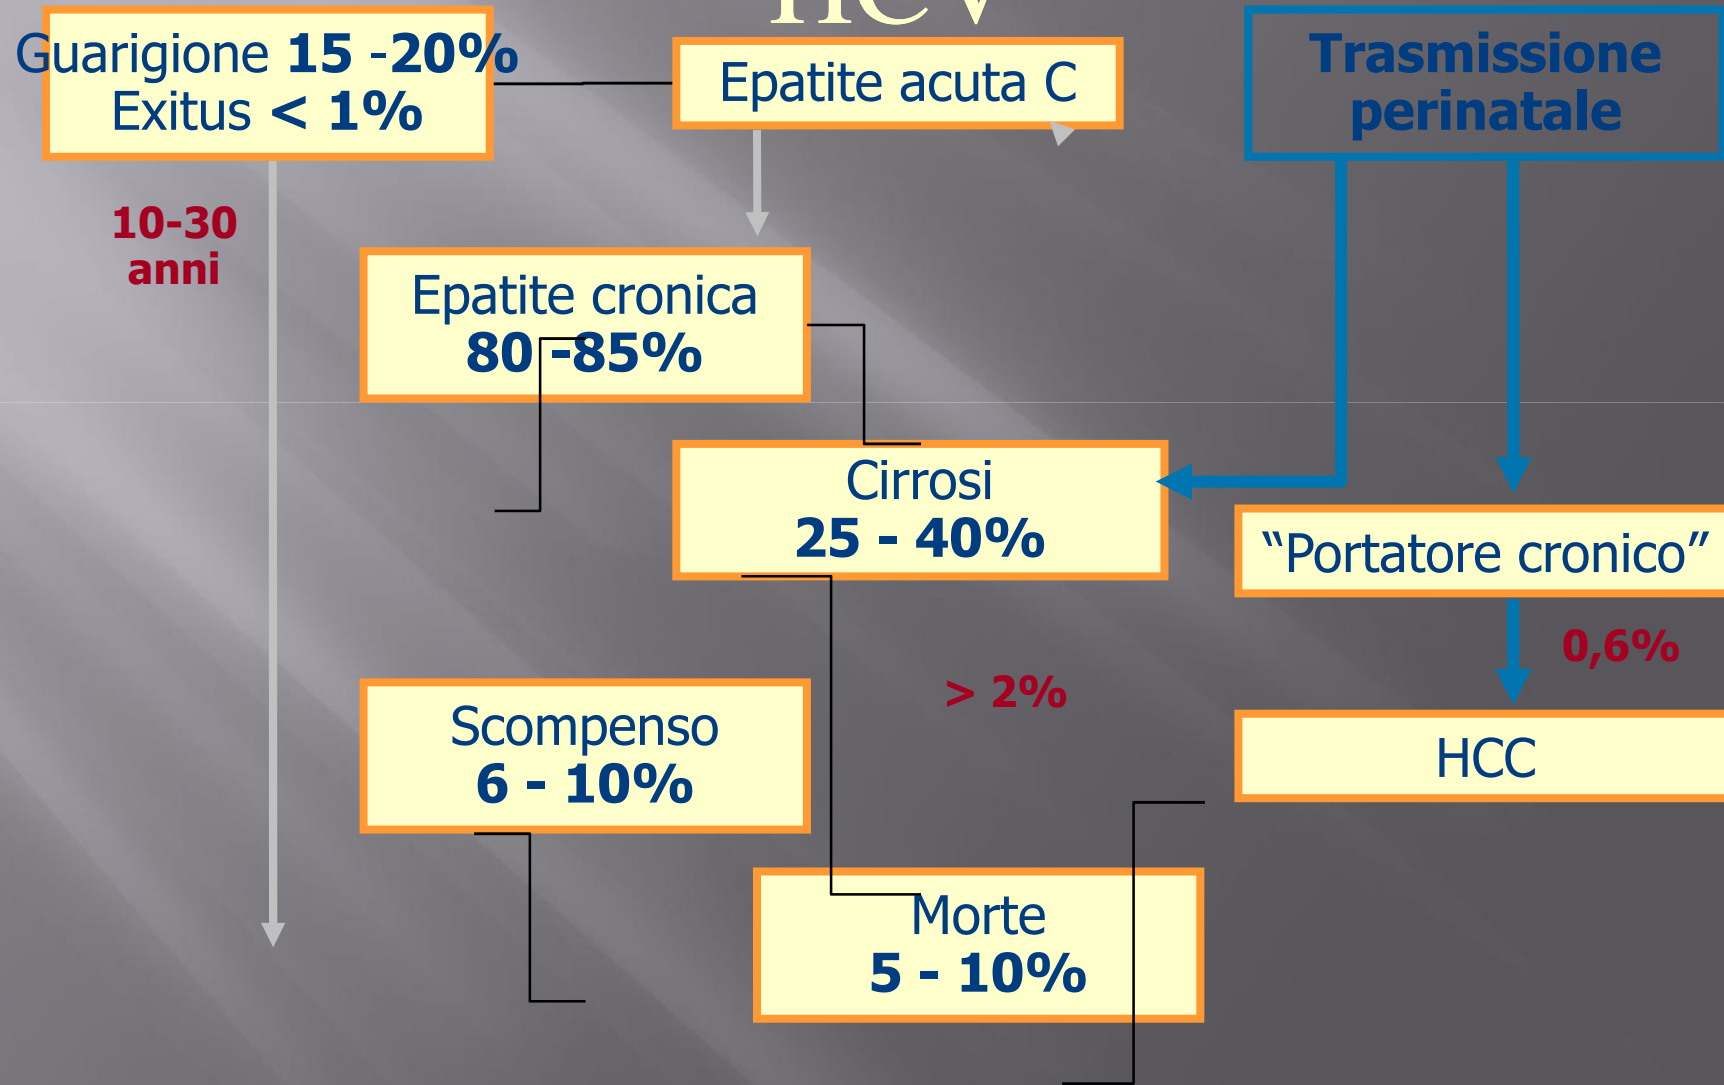 HCV
Guarigione 15 -20%
Exitus < 1%
Epatite acuta C
Trasmissione
perinatale
10-30
anni
Epatite cronica
80 -85%
Cirrosi
25 - 40%
“Portatore cronico”
0,6%
> 2%
Scompenso
6 - 10%
HCC
Morte
5 - 10%